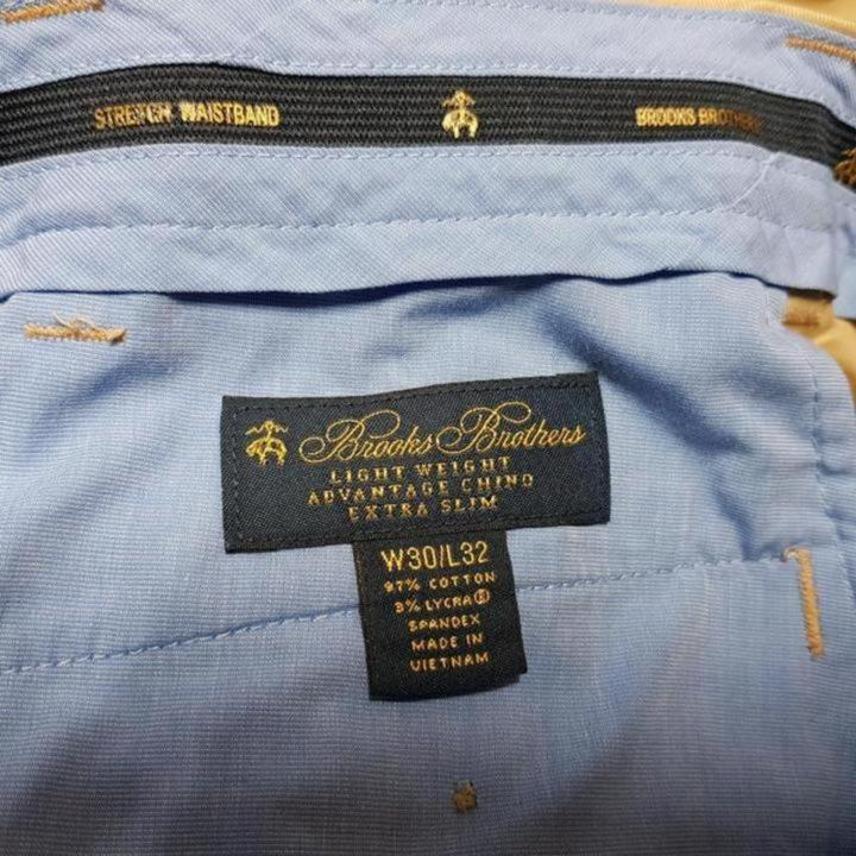 STRETCH WAISTBAND BROOKS BROTHERS
Brooks Brothers
LIGHT WEIGHT
ADVANTAGE CHINO
EXTRA SLIM
W30/L32
97% COTTON
3% LYCRA®
SPANDEX
MADE IN
VIETNAM